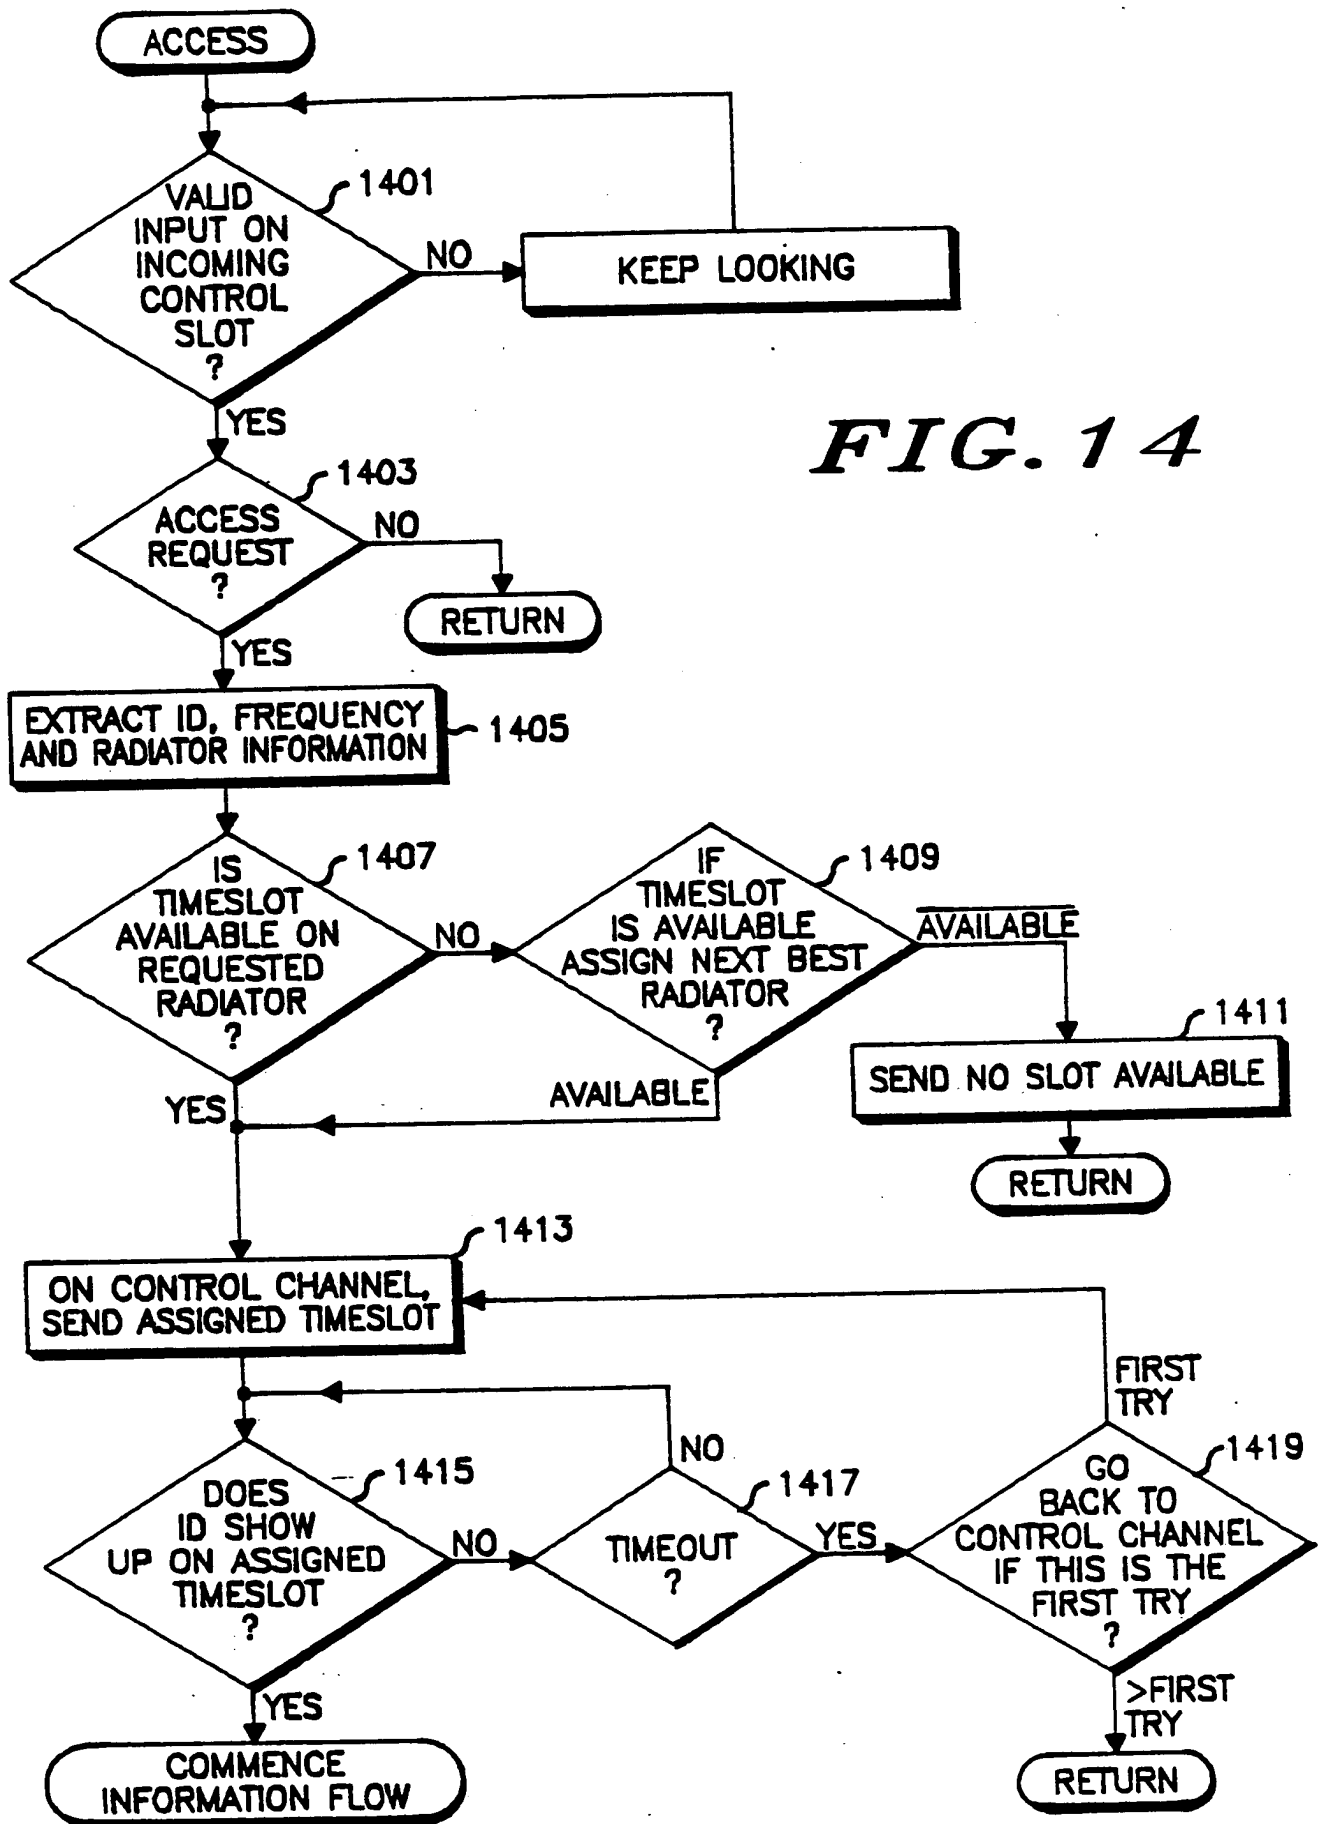 ACCESS
VALID
INPUT ON
INCOMING
CONTROL
SLOT
?
1401
NO
KEEP LOOKING
YES
FIG. 14
ACCESS
REQUEST
?
1403
NO
RETURN
YES
EXTRACT ID, FREQUENCY
AND RADIATOR INFORMATION
1405
IS
TIMESLOT
AVAILABLE ON
REQUESTED
RADIATOR
?
1407
NO
IF
TIMESLOT
IS AVAILABLE
ASSIGN NEXT BEST
RADIATOR
?
1409
AVAILABLE
1411
SEND NO SLOT AVAILABLE
RETURN
AVAILABLE
YES
1413
ON CONTROL CHANNEL,
SEND ASSIGNED TIMESLOT
DOES
ID SHOW
UP ON ASSIGNED
TIMESLOT
?
1415
NO
TIMEOUT
?
1417
NO
YES
GO
BACK TO
CONTROL CHANNEL
IF THIS IS THE
FIRST TRY
?
1419
FIRST
TRY
>FIRST
TRY
RETURN
YES
COMMENCE
INFORMATION FLOW